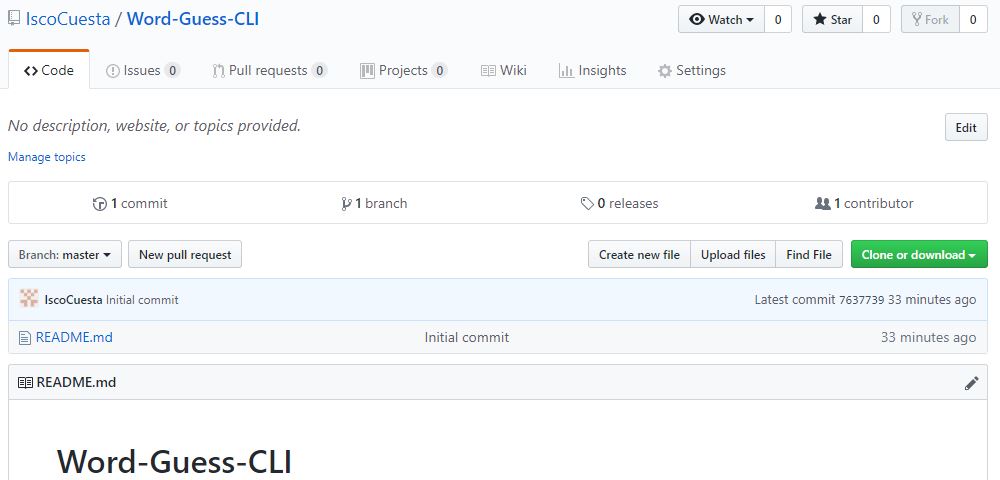 IscoCuesta / Word-Guess-CLI Watch 0 Star 0 Fork 0
Code Issues 0 Pull requests 0 Projects 0 Wiki Insights Settings
No description, website, or topics provided. Edit
Manage topics
1 commit 1 branch 0 releases 1 contributor
Branch: master New pull request Create new file Upload files Find File Clone or download
IscoCuesta Initial commit Latest commit 7637739 33 minutes ago
README.md Initial commit 33 minutes ago
README.md
Word-Guess-CLI